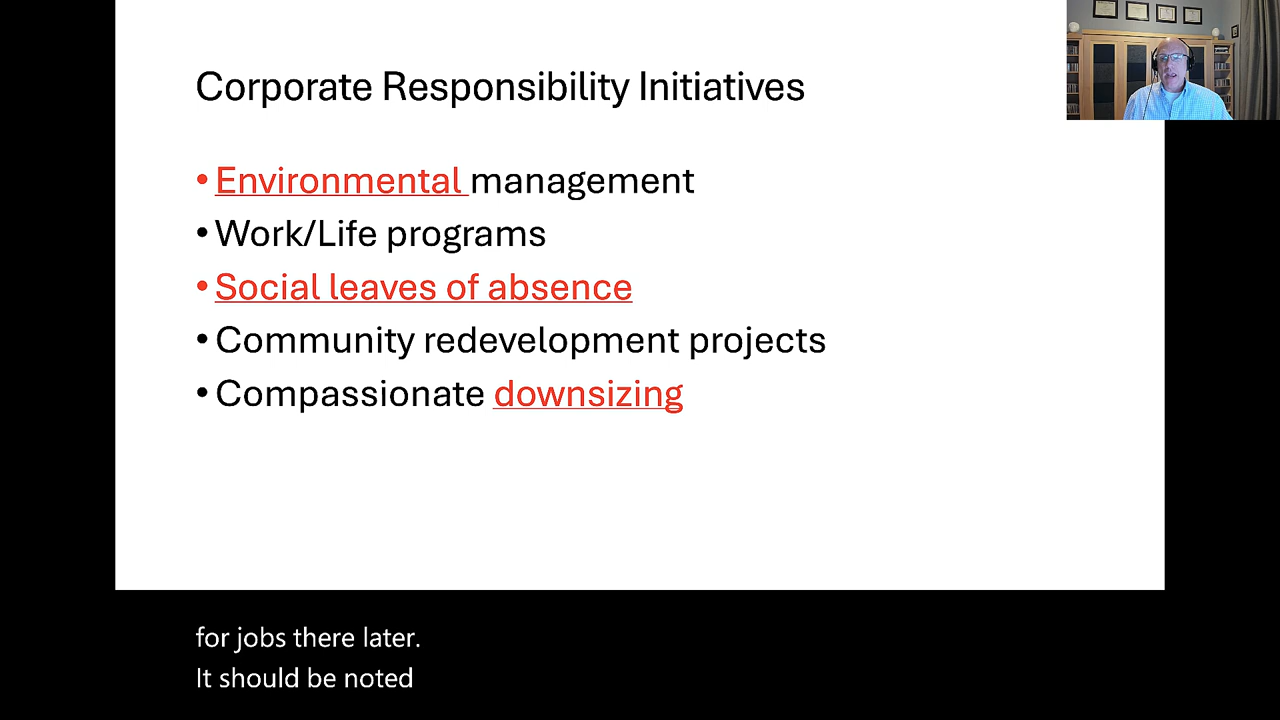 Corporate Responsibility Initiatives
• Environmental management
• Work/Life programs
• Social leaves of absence
• Community redevelopment projects
• Compassionate downsizing
for jobs there later.
It should be noted